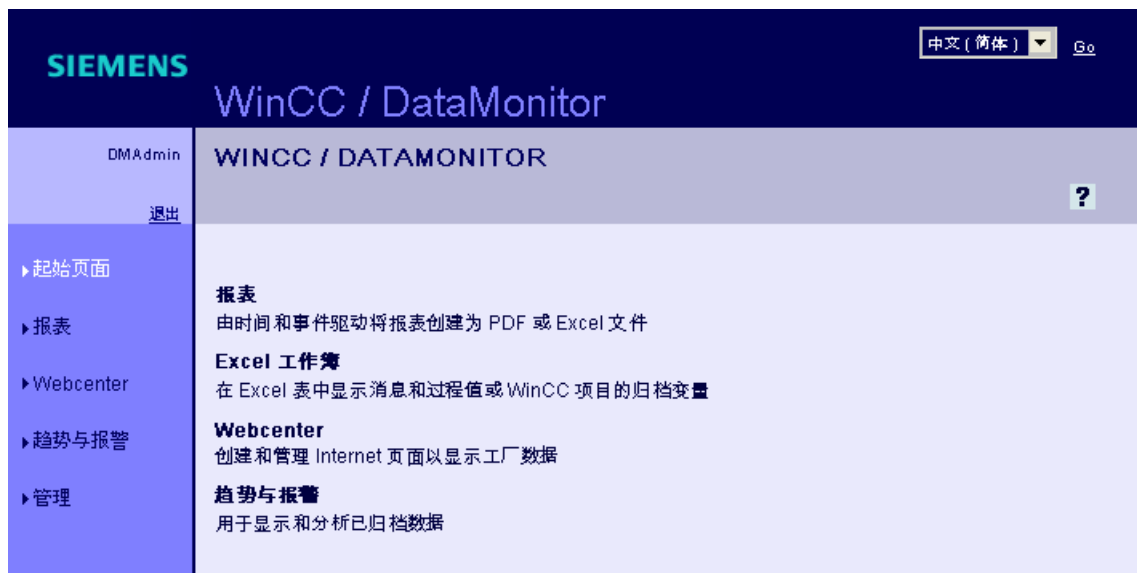 SIEMENS
中文(简体)
Go
WinCC / DataMonitor
DMAdmin
WINCC / DATAMONITOR
退出
?
起始页面
报表
Webcenter
趋势与报警
管理
报表
由时间和事件驱动将报表创建为 PDF 或 Excel 文件
Excel 工作簿
在 Excel 表中显示消息和过程值或 WinCC 项目的归档变量
Webcenter
创建和管理 Internet 页面以显示工厂数据
趋势与报警
用于显示和分析已归档数据